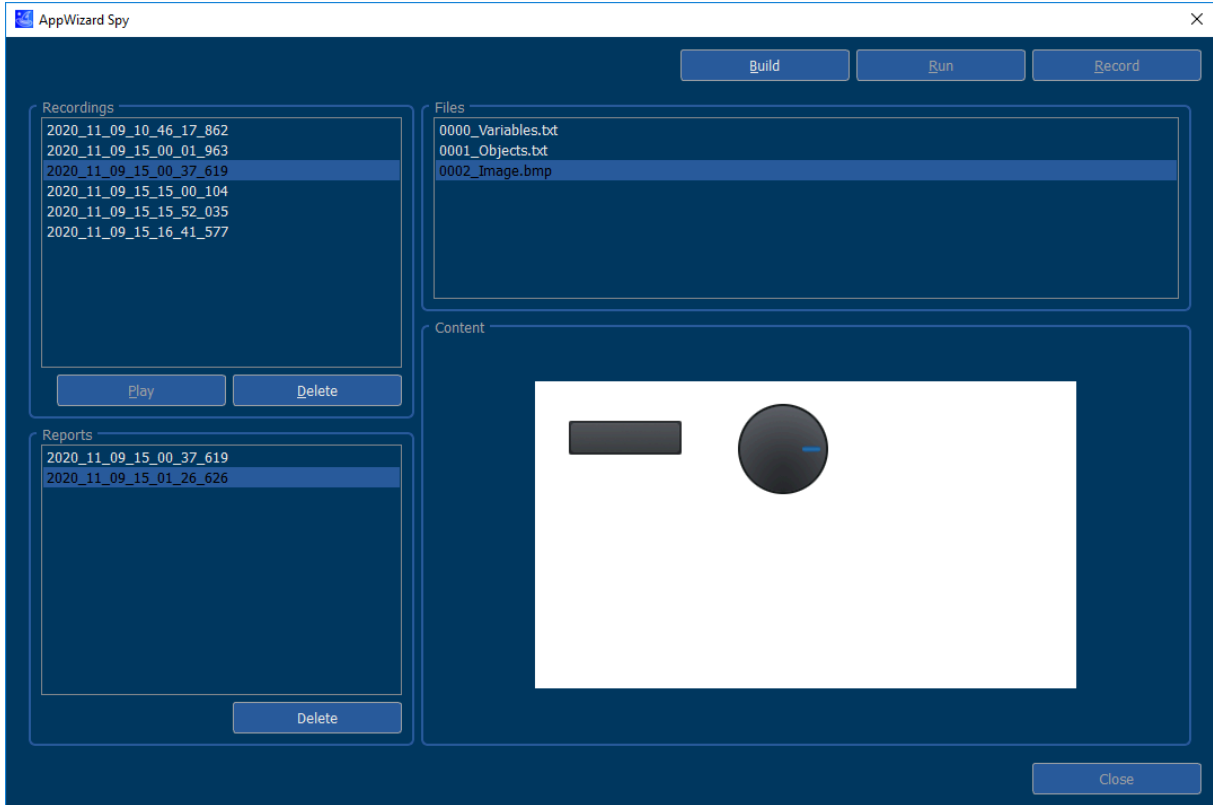 AppWizard Spy
Build
Run
Record
Recordings
2020_11_09_10_46_17_862
2020_11_09_15_00_01_963
2020_11_09_15_00_37_619
2020_11_09_15_15_00_104
2020_11_09_15_15_52_035
2020_11_09_15_16_41_577
Play
Delete
Reports
2020_11_09_15_00_37_619
2020_11_09_15_01_26_626
Delete
Files
0000_Variables.txt
0001_Objects.txt
0002_Image.bmp
Content
Close